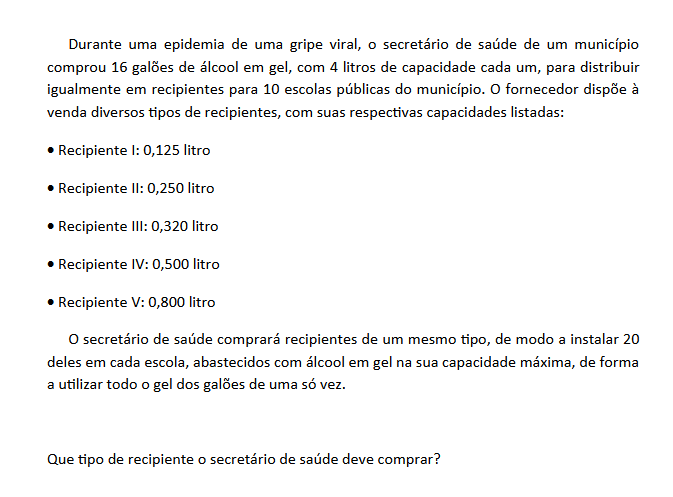 Durante uma epidemia de uma gripe viral, o secretário de saúde de um município
comprou 16 galões de álcool em gel, com 4 litros de capacidade cada um, para distribuir
igualmente em recipientes para 10 escolas públicas do município. O fornecedor dispõe à
venda diversos tipos de recipientes, com suas respectivas capacidades listadas:
• Recipiente I: 0,125 litro
• Recipiente II: 0,250 litro
• Recipiente III: 0,320 litro
• Recipiente IV: 0,500 litro
• Recipiente V: 0,800 litro
O secretário de saúde comprará recipientes de um mesmo tipo, de modo a instalar 20
deles em cada escola, abastecidos com álcool em gel na sua capacidade máxima, de forma
a utilizar todo o gel dos galões de uma só vez.
Que tipo de recipiente o secretário de saúde deve comprar?